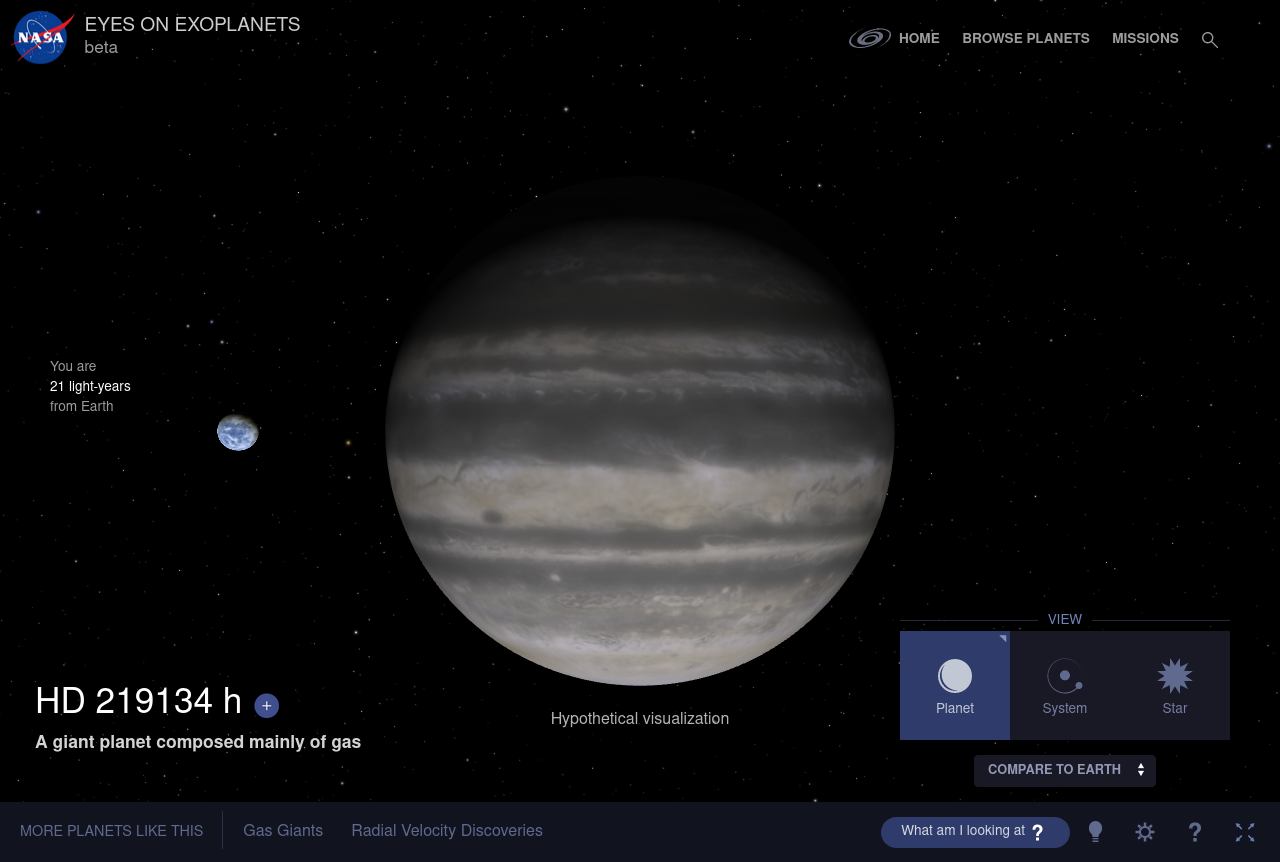 NASA
EYES ON EXOPLANETS
beta
HOME
BROWSE PLANETS
MISSIONS
You are
21 light-years
from Earth
VIEW
Planet
System
Star
HD 219134 h +
A giant planet composed mainly of gas
Hypothetical visualization
COMPARE TO EARTH
MORE PLANETS LIKE THIS
Gas Giants
Radial Velocity Discoveries
What am I looking at ?
?